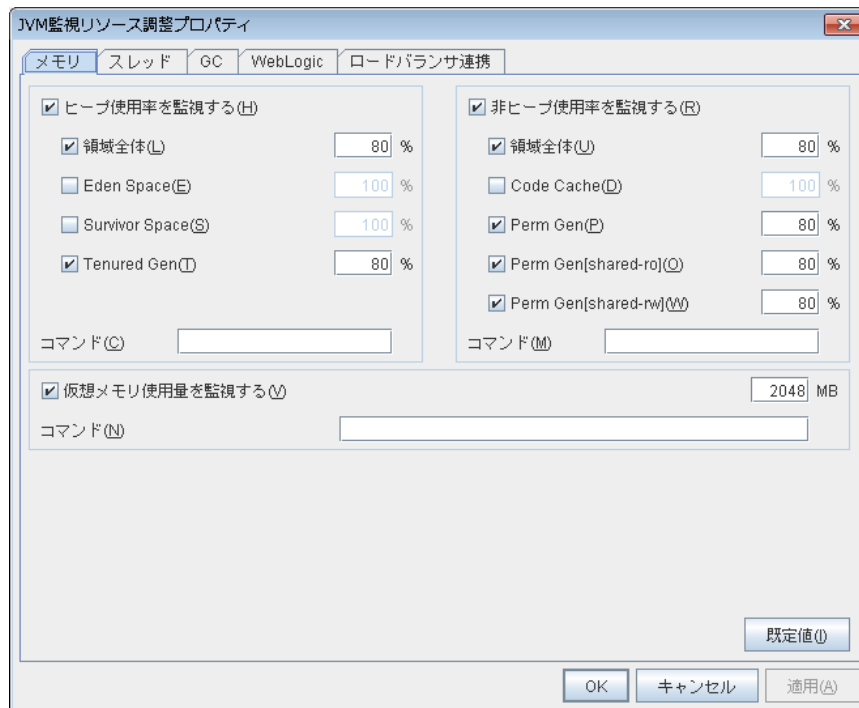 JVM監視リソース調整プロパティ
メモリ スレッド GC WebLogic ロードバランサ連携
ヒープ使用率を監視する(H)
領域全体(L) 80 %
Eden Space(E) 100 %
Survivor Space(S) 100 %
Tenured Gen(T) 80 %
コマンド(C)
非ヒープ使用率を監視する(R)
領域全体(U) 80 %
Code Cache(D) 100 %
Perm Gen(P) 80 %
Perm Gen[shared-ro](O) 80 %
Perm Gen[shared-rw](W) 80 %
コマンド(M)
仮想メモリ使用量を監視する(V) 2048 MB
コマンド(N)
既定値(I)
OK キャンセル 適用(A)